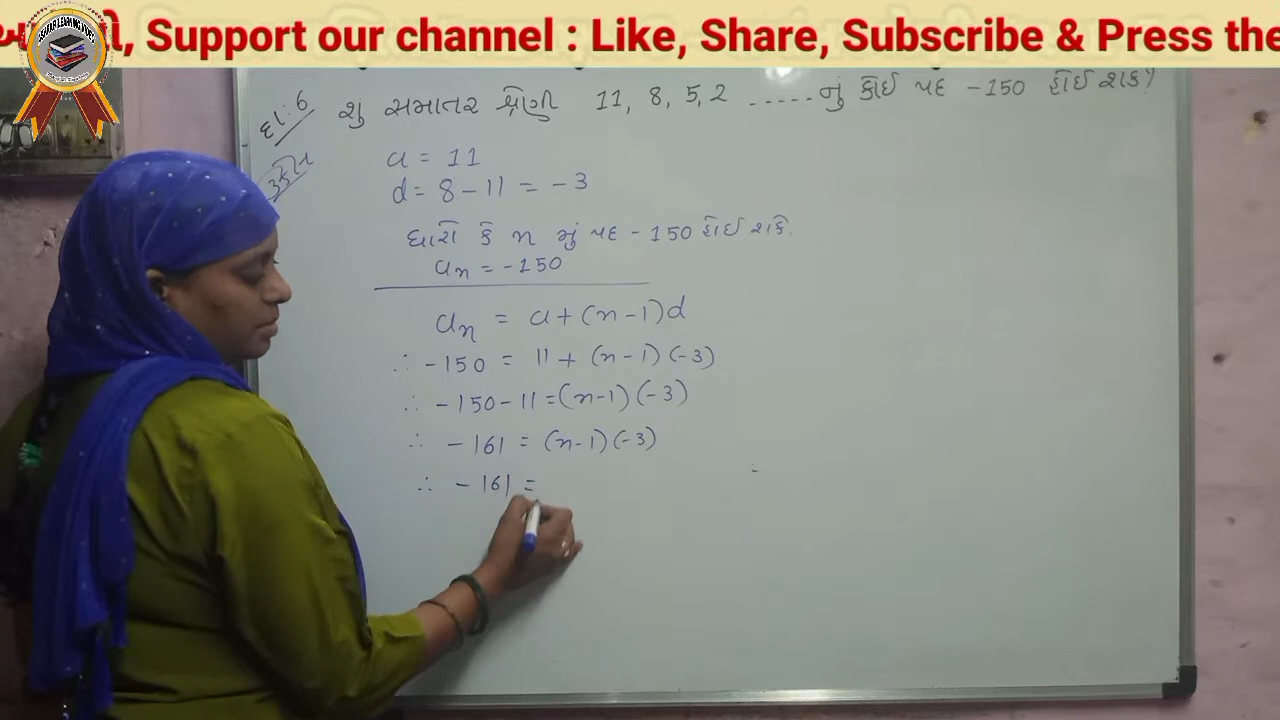 Support our channel : Like, Share, Subscribe & Press the
દા:6 શુ સમાંતર શ્રેણી 11, 8, 5, 2 ..... નું કોઈ પદ -150 હોઈ શકે?
ઉકેલ
a = 11
d = 8 - 11 = -3
ધારો કે n મું પદ -150 હોઈ શકે.
an = -150
an = a + (n-1)d
∴ -150 = 11 + (n-1)(-3)
∴ -150-11 = (n-1)(-3)
∴ -161 = (n-1)(-3)
∴ -161 =